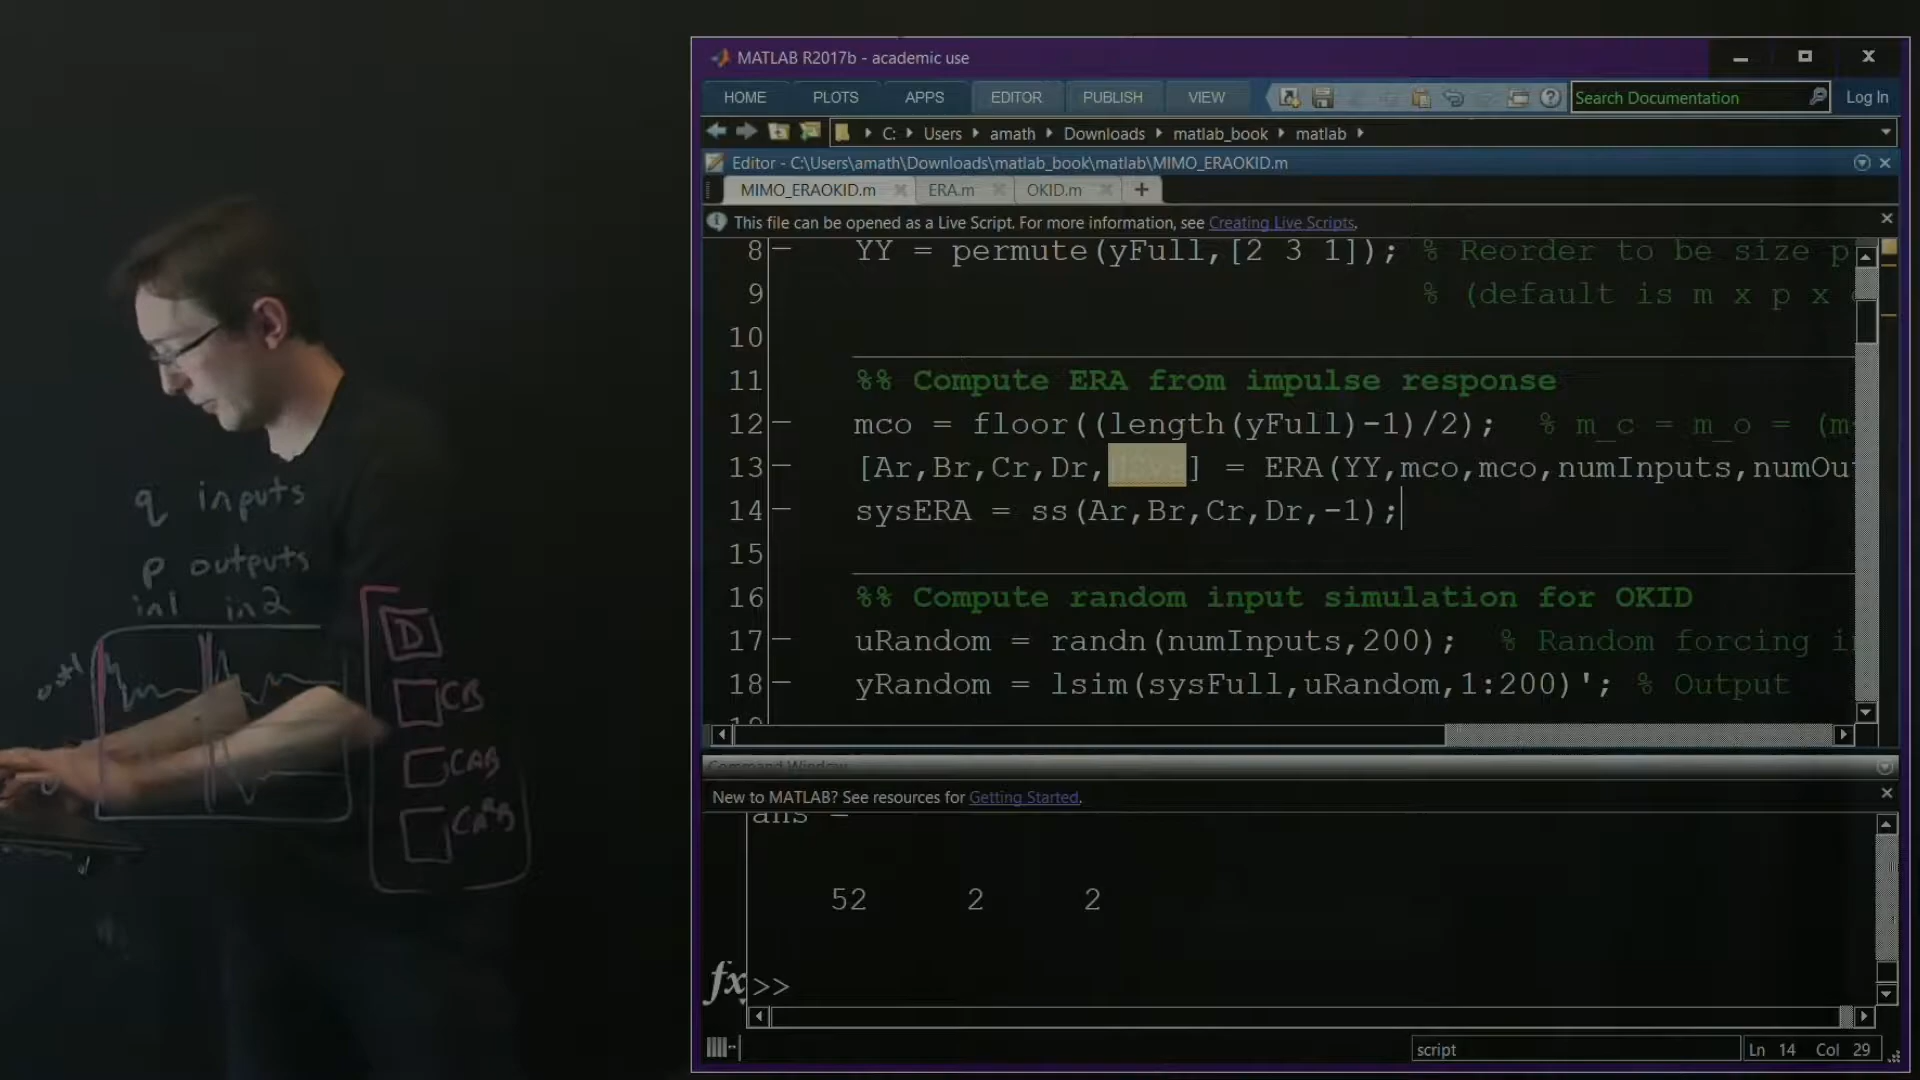 MATLAB R2017b - academic use
HOME PLOTS APPS EDITOR PUBLISH VIEW Search Documentation Log In
C: Users amath Downloads matlab_book matlab
Editor - C:\Users\amath\Downloads\matlab_book\matlab\MIMO_ERAOKID.m
MIMO_ERAOKID.m ERA.m OKID.m +
This file can be opened as a Live Script. For more information, see Creating Live Scripts.
8 YY = permute(yFull,[2 3 1]); % Reorder to be size p
9 % (default is m x p x
10
11 %% Compute ERA from impulse response
12 mco = floor((length(yFull)-1)/2); % m_c = m_o = (m
13 [Ar,Br,Cr,Dr, ] = ERA(YY,mco,mco,numInputs,numOu
14 sysERA = ss(Ar,Br,Cr,Dr,-1);
15
16 %% Compute random input simulation for OKID
17 uRandom = randn(numInputs,200); % Random forcing i
18 yRandom = lsim(sysFull,uRandom,1:200)'; % Output
Command Window
New to MATLAB? See resources for Getting Started.
ans =
52 2 2
fx >>
script Ln 14 Col 29
q inputs
p outputs
in1 in2
out1
D
CB
CAB
CA²B